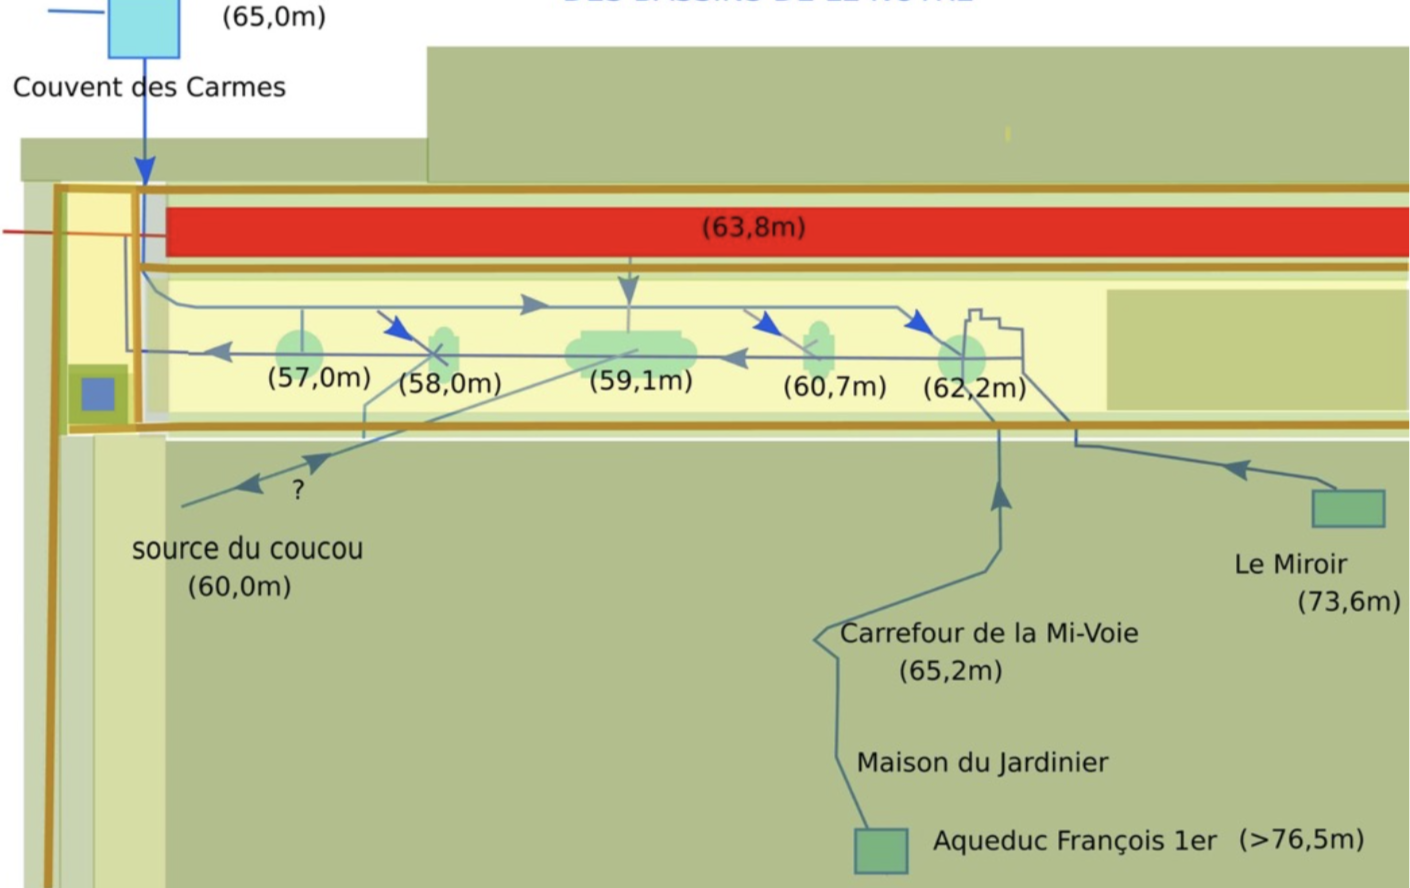 (65,0m)
Couvent des Carmes
(63,8m)
(57,0m)
(58,0m)
(59,1m)
(60,7m)
(62,2m)
?
source du coucou
(60,0m)
Le Miroir
(73,6m)
Carrefour de la Mi-Voie
(65,2m)
Maison du Jardinier
Aqueduc François 1er (>76,5m)